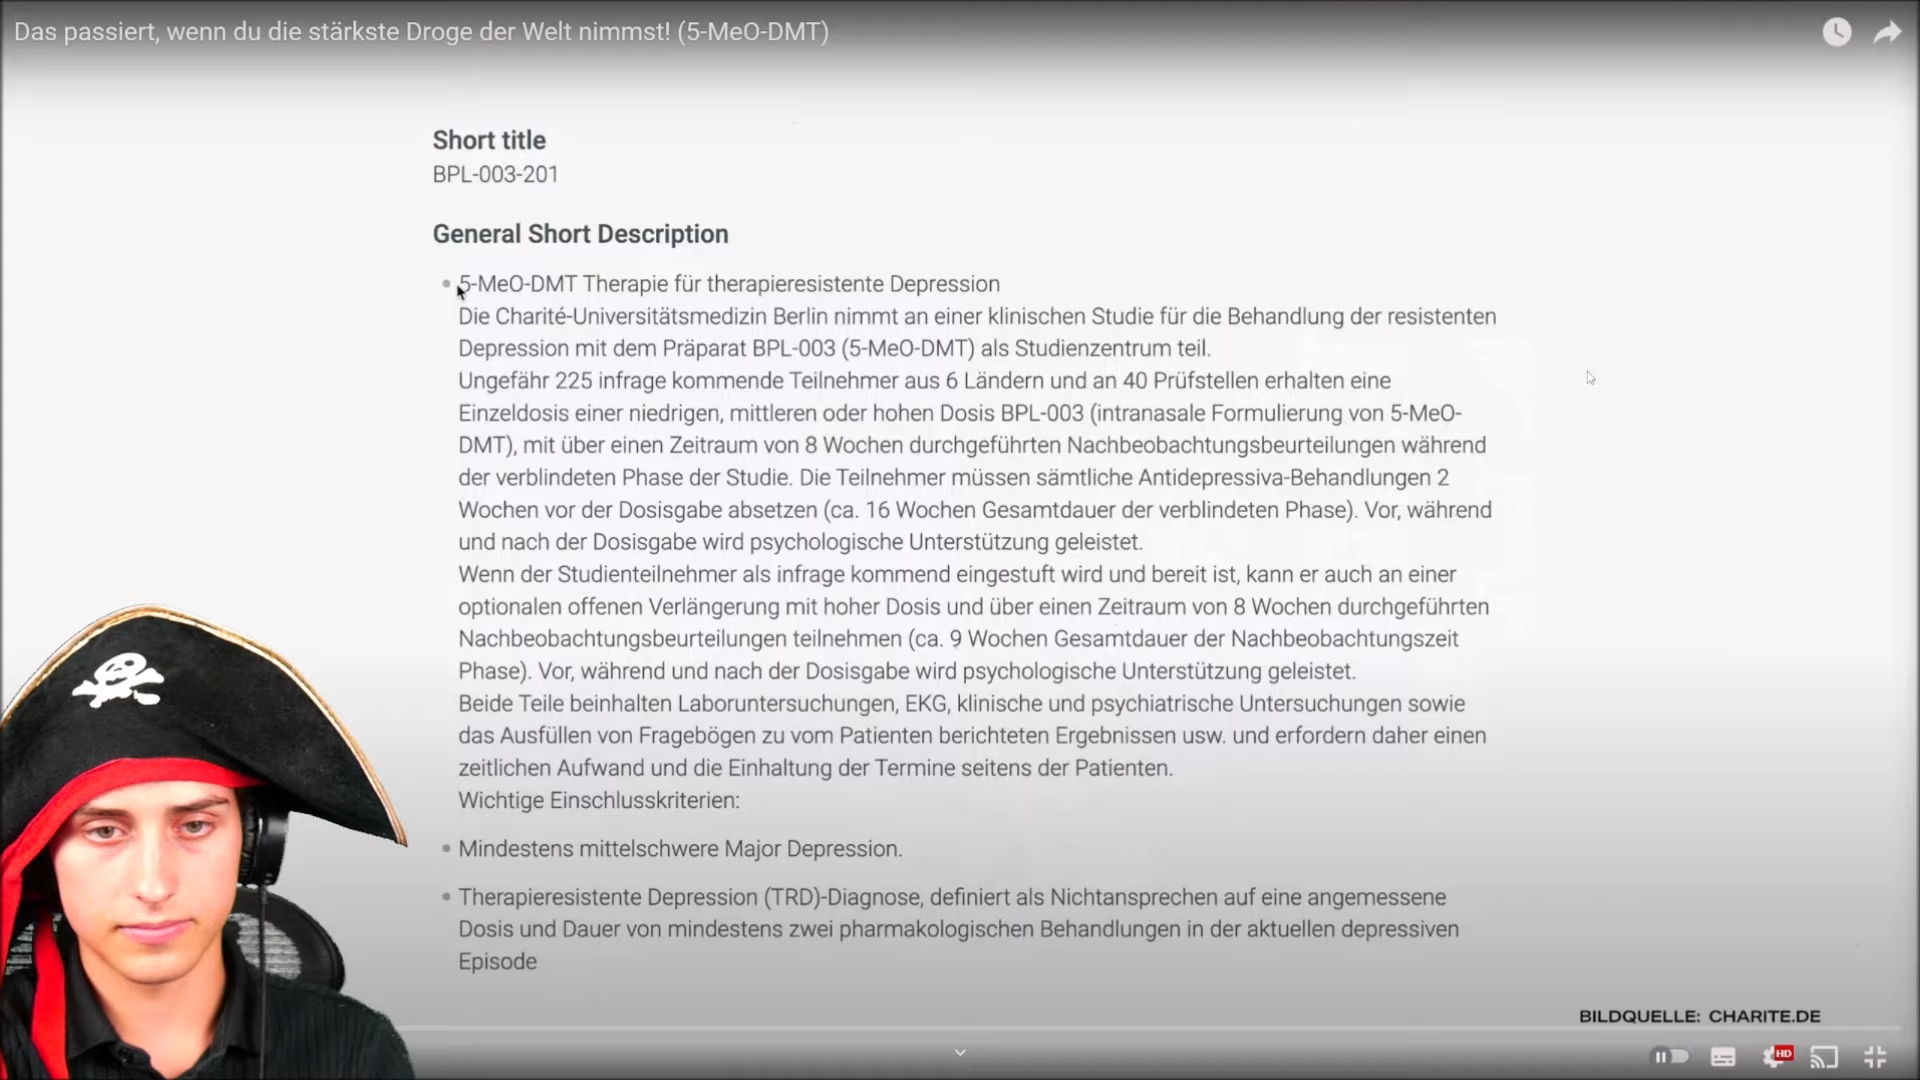 Das passiert, wenn du die stärkste Droge der Welt nimmst! (5-MeO-DMT)
Short title
BPL-003-201
General Short Description
5-MeO-DMT Therapie für therapieresistente Depression
Die Charité-Universitätsmedizin Berlin nimmt an einer klinischen Studie für die Behandlung der resistenten
Depression mit dem Präparat BPL-003 (5-MeO-DMT) als Studienzentrum teil.
Ungefähr 225 infrage kommende Teilnehmer aus 6 Ländern und an 40 Prüfstellen erhalten eine
Einzeldosis einer niedrigen, mittleren oder hohen Dosis BPL-003 (intranasale Formulierung von 5-MeO-
DMT), mit über einen Zeitraum von 8 Wochen durchgeführten Nachbeobachtungsbeurteilungen während
der verblindeten Phase der Studie. Die Teilnehmer müssen sämtliche Antidepressiva-Behandlungen 2
Wochen vor der Dosisgabe absetzen (ca. 16 Wochen Gesamtdauer der verblindeten Phase). Vor, während
und nach der Dosisgabe wird psychologische Unterstützung geleistet.
Wenn der Studienteilnehmer als infrage kommend eingestuft wird und bereit ist, kann er auch an einer
optionalen offenen Verlängerung mit hoher Dosis und über einen Zeitraum von 8 Wochen durchgeführten
Nachbeobachtungsbeurteilungen teilnehmen (ca. 9 Wochen Gesamtdauer der Nachbeobachtungszeit
Phase). Vor, während und nach der Dosisgabe wird psychologische Unterstützung geleistet.
Beide Teile beinhalten Laboruntersuchungen, EKG, klinische und psychiatrische Untersuchungen sowie
das Ausfüllen von Fragebögen zu vom Patienten berichteten Ergebnissen usw. und erfordern daher einen
zeitlichen Aufwand und die Einhaltung der Termine seitens der Patienten.
Wichtige Einschlusskriterien:
Mindestens mittelschwere Major Depression.
Therapieresistente Depression (TRD)-Diagnose, definiert als Nichtansprechen auf eine angemessene
Dosis und Dauer von mindestens zwei pharmakologischen Behandlungen in der aktuellen depressiven
Episode
BILDQUELLE: CHARITE.DE
HD